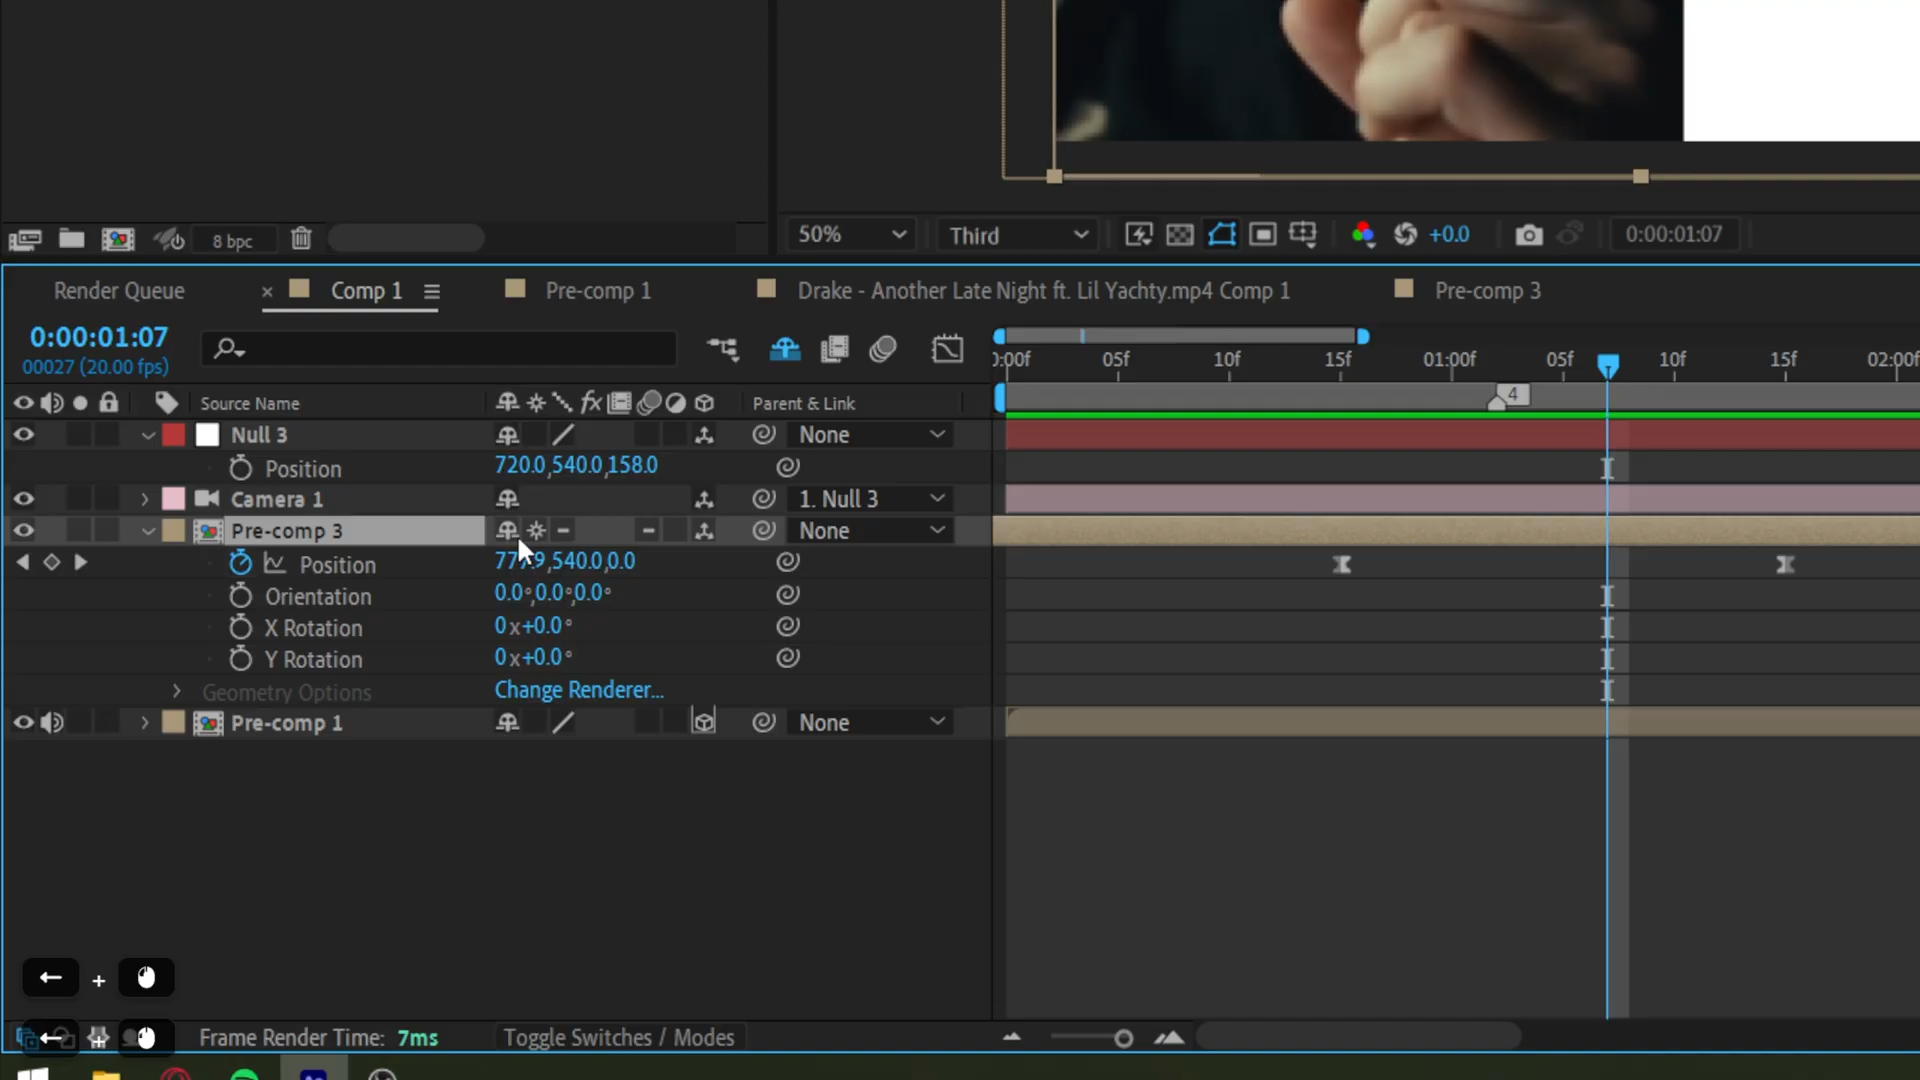 8 bpc
50%
Third
+0.0
0:00:01:07
Render Queue
Comp 1
Pre-comp 1
Drake - Another Late Night ft. Lil Yachty.mp4 Comp 1
Pre-comp 3
0:00:01:07
00027 (20.00 fps)
0:00f 05f 10f 15f 01:00f 05f 10f 15f 02:00f
Source Name
fx
Parent & Link
4
Null 3
None
Position
720.0,540.0,158.0
Camera 1
1. Null 3
Pre-comp 3
None
Position
540.0,0.0
Orientation
0.0°,0.0°,0.0°
X Rotation
0x+0.0°
Y Rotation
0x+0.0°
Geometry Options
Change Renderer...
Pre-comp 1
None
+
Frame Render Time: 7ms
Toggle Switches / Modes